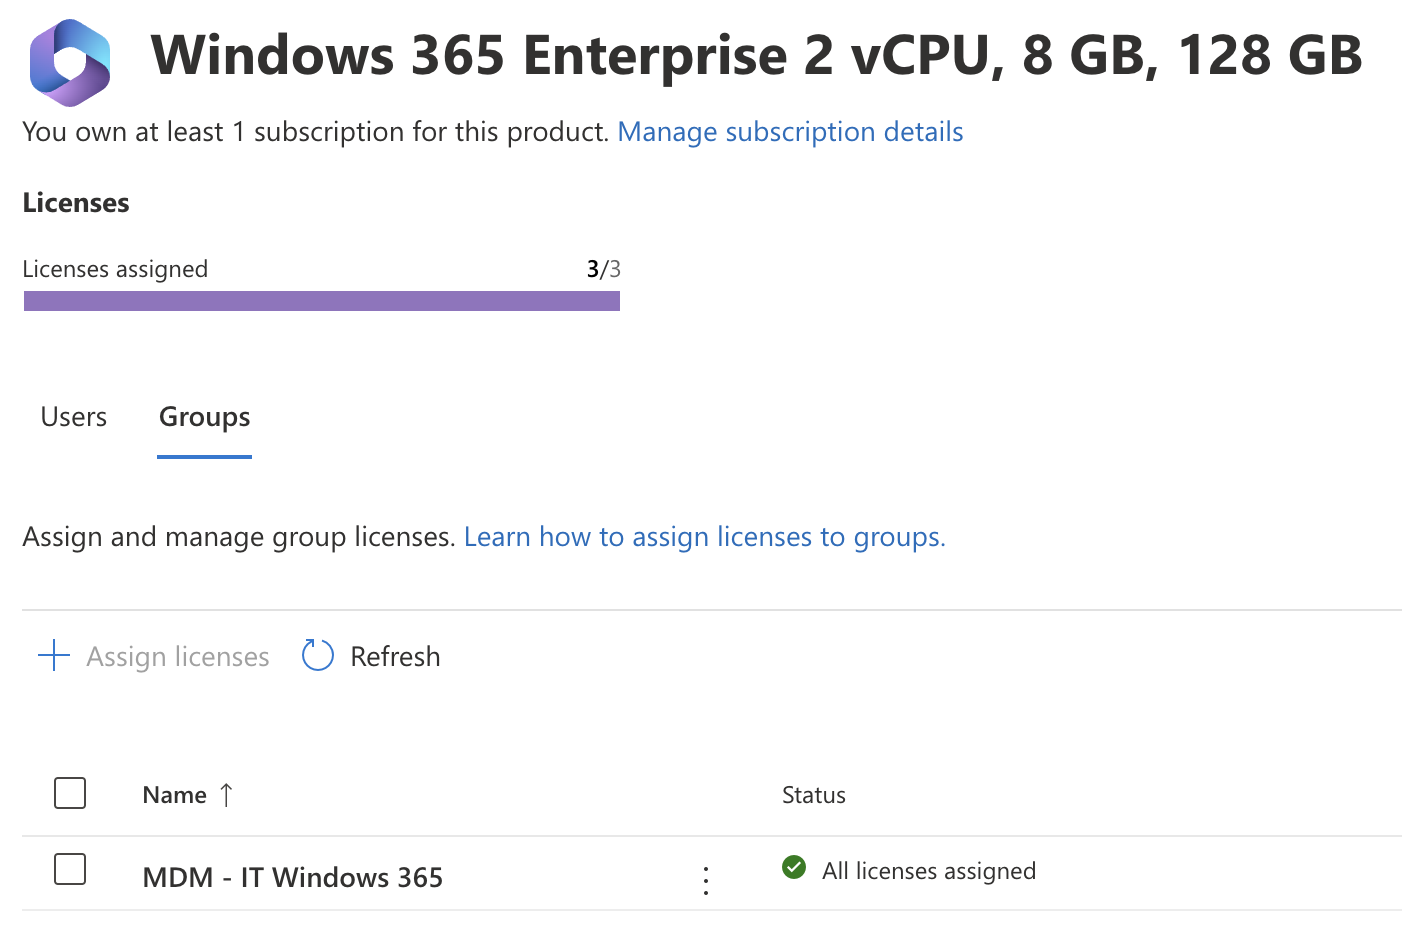 Windows 365 Enterprise 2 vCPU, 8 GB, 128 GB
You own at least 1 subscription for this product. Manage subscription details
Licenses
Licenses assigned 3/3
Users Groups
Assign and manage group licenses. Learn how to assign licenses to groups.
Assign licenses Refresh
Name ↑ Status
MDM - IT Windows 365 All licenses assigned